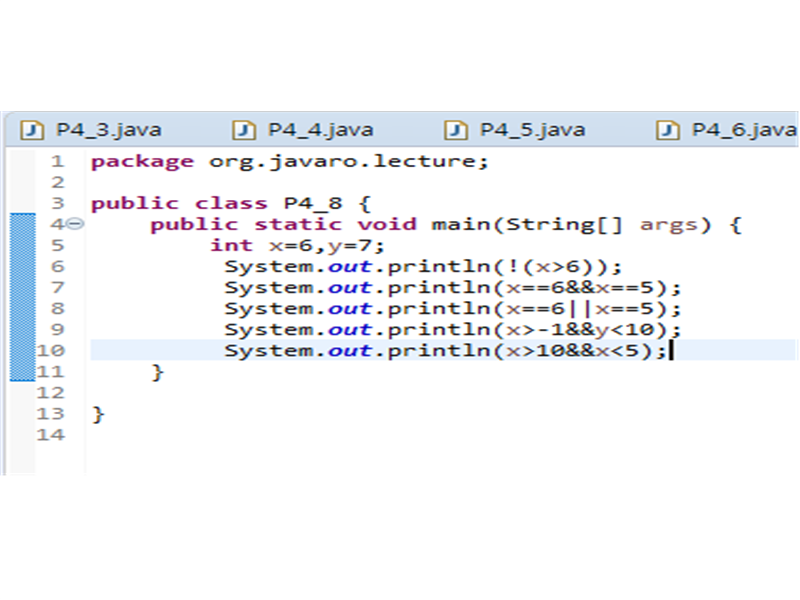 P4_3.java P4_4.java P4_5.java P4_6.java
1 package org.javaro.lecture;
2
3 public class P4_8 {
4 public static void main(String[] args) {
5 int x=6,y=7;
6 System.out.println(!(x>6));
7 System.out.println(x==6&&x==5);
8 System.out.println(x==6||x==5);
9 System.out.println(x>-1&&y<10);
10 System.out.println(x>10&&x<5);
11 }
12
13 }
14